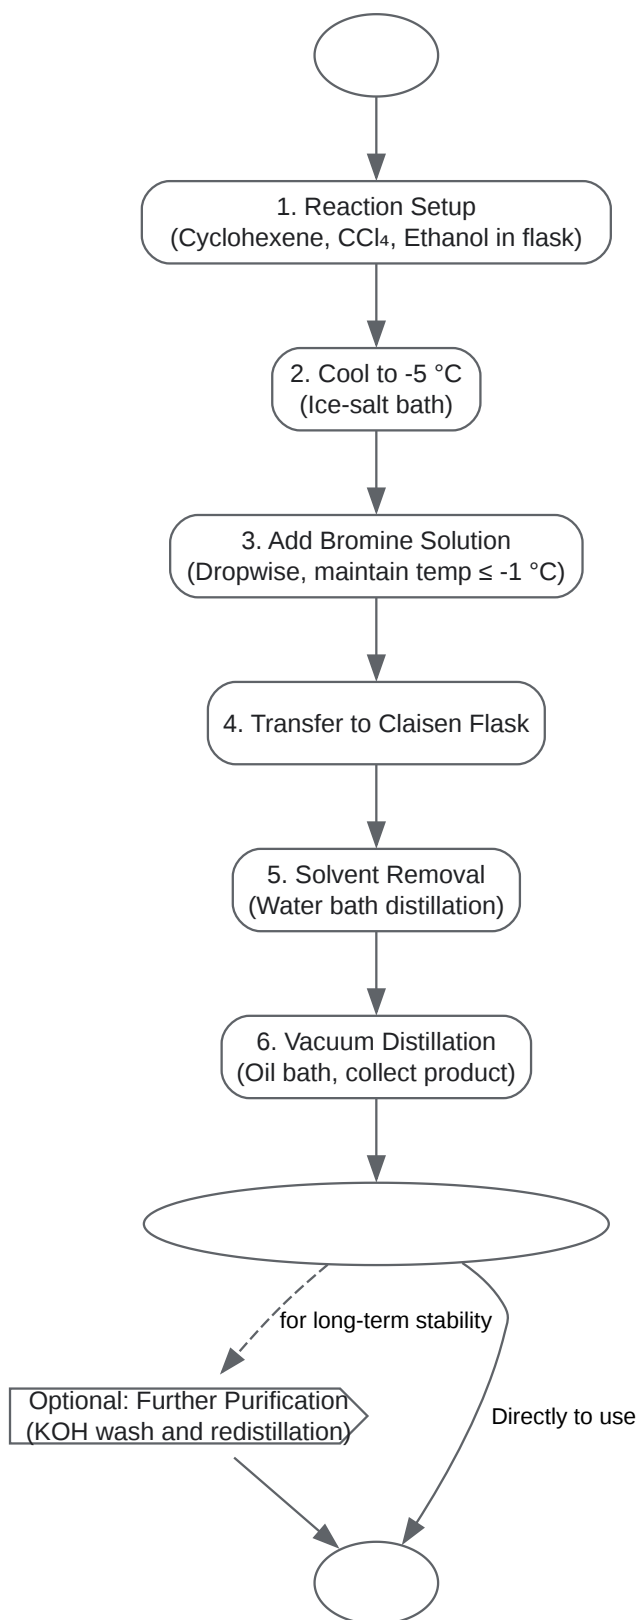 1. Reaction Setup
(Cyclohexene, CCl₄, Ethanol in flask)
2. Cool to -5 °C
(Ice-salt bath)
3. Add Bromine Solution
(Dropwise, maintain temp ≤ -1 °C)
4. Transfer to Claisen Flask
5. Solvent Removal
(Water bath distillation)
6. Vacuum Distillation
(Oil bath, collect product)
for long-term stability
Optional: Further Purification
(KOH wash and redistillation)
Directly to use